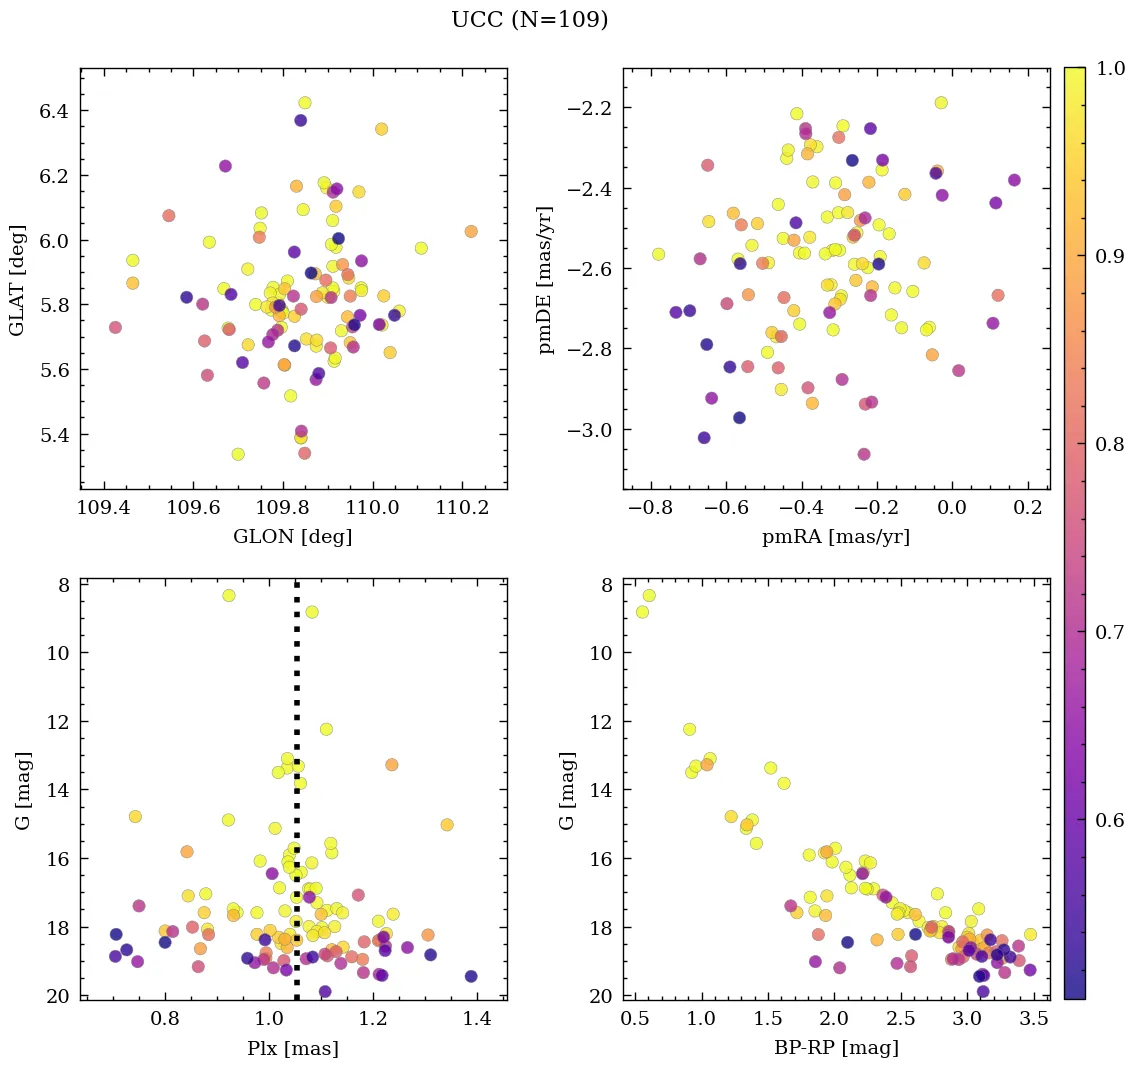 UCC (N=109)
6.4
6.2
6.0
5.8
5.6
5.4
GLAT [deg]
109.4 109.6 109.8 110.0 110.2
GLON [deg]
−2.2
−2.4
−2.6
−2.8
−3.0
pmDE [mas/yr]
−0.8 −0.6 −0.4 −0.2 0.0 0.2
pmRA [mas/yr]
8
10
12
14
16
18
20
G [mag]
0.8 1.0 1.2 1.4
Plx [mas]
8
10
12
14
16
18
20
G [mag]
0.5 1.0 1.5 2.0 2.5 3.0 3.5
BP-RP [mag]
1.0
0.9
0.8
0.7
0.6